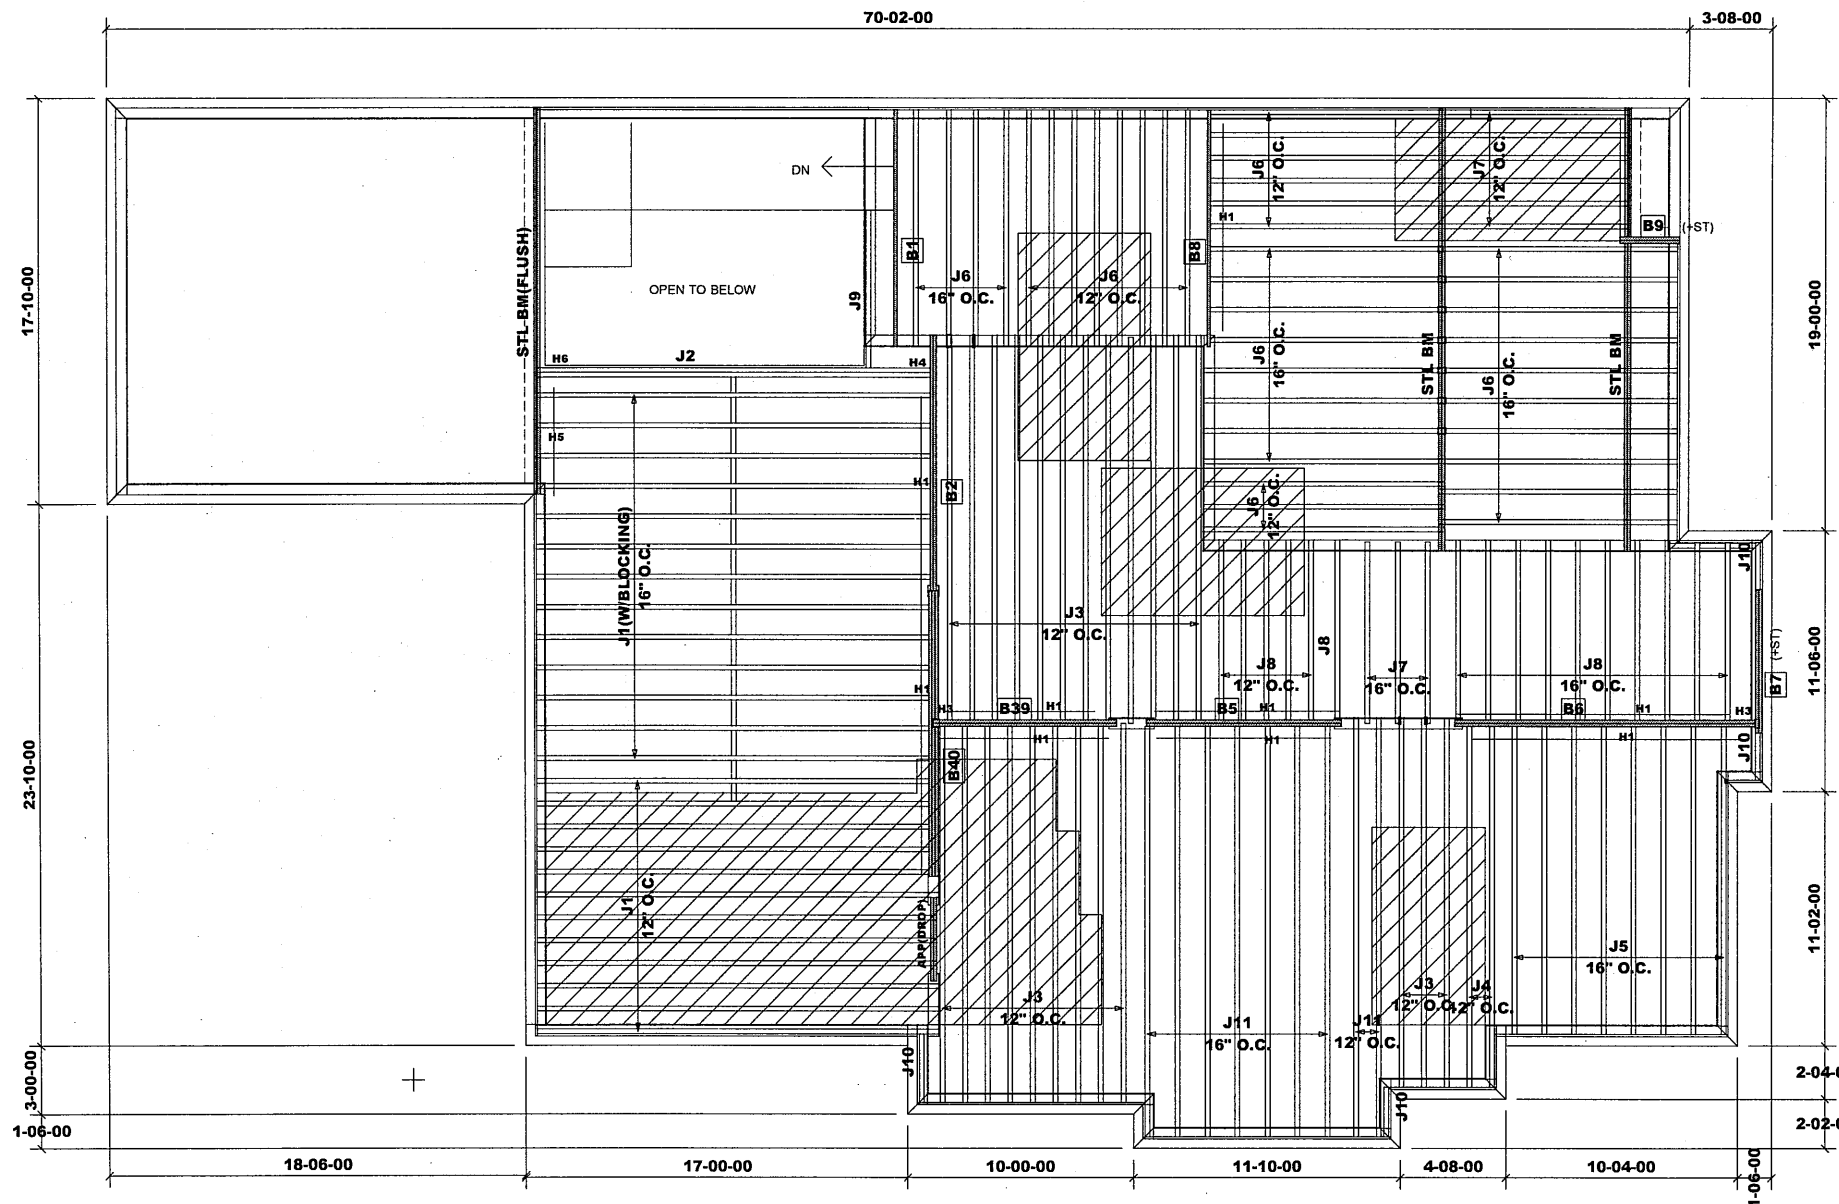 70-02-00
3-08-00
17-10-00
23-10-00
3-00-00
1-06-00
19-00-00
11-06-00
11-02-00
18-06-00
17-00-00
10-00-00
11-10-00
4-08-00
10-04-00
1-06-00
STL BM(FLUSH)
DN
OPEN TO BELOW
J9
H6
J2
H4
H5
B1
J6
16" O.C.
J6
12" O.C.
B8
J6
12" O.C.
H1
J7
12" O.C.
B9
(+ST)
J6
16" O.C.
STL BM
J6
16" O.C.
STL BM
J6
12" O.C.
J1(W/BLOCKING)
16" O.C.
H1
B2
H1
J3
12" O.C.
H3
B39
H1
J8
12" O.C.
B5
H1
J8
J7
16" O.C.
J8
16" O.C.
B6
H1
H3
J10
B7
(+ST)
H1
H1
H1
J10
B40
J1
12" O.C.
APP(DROP)
J3
12" O.C.
J10
J11
16" O.C.
J11
12" O.C.
J3
12" O.C.
J4
12" O.C.
J10
J5
16" O.C.